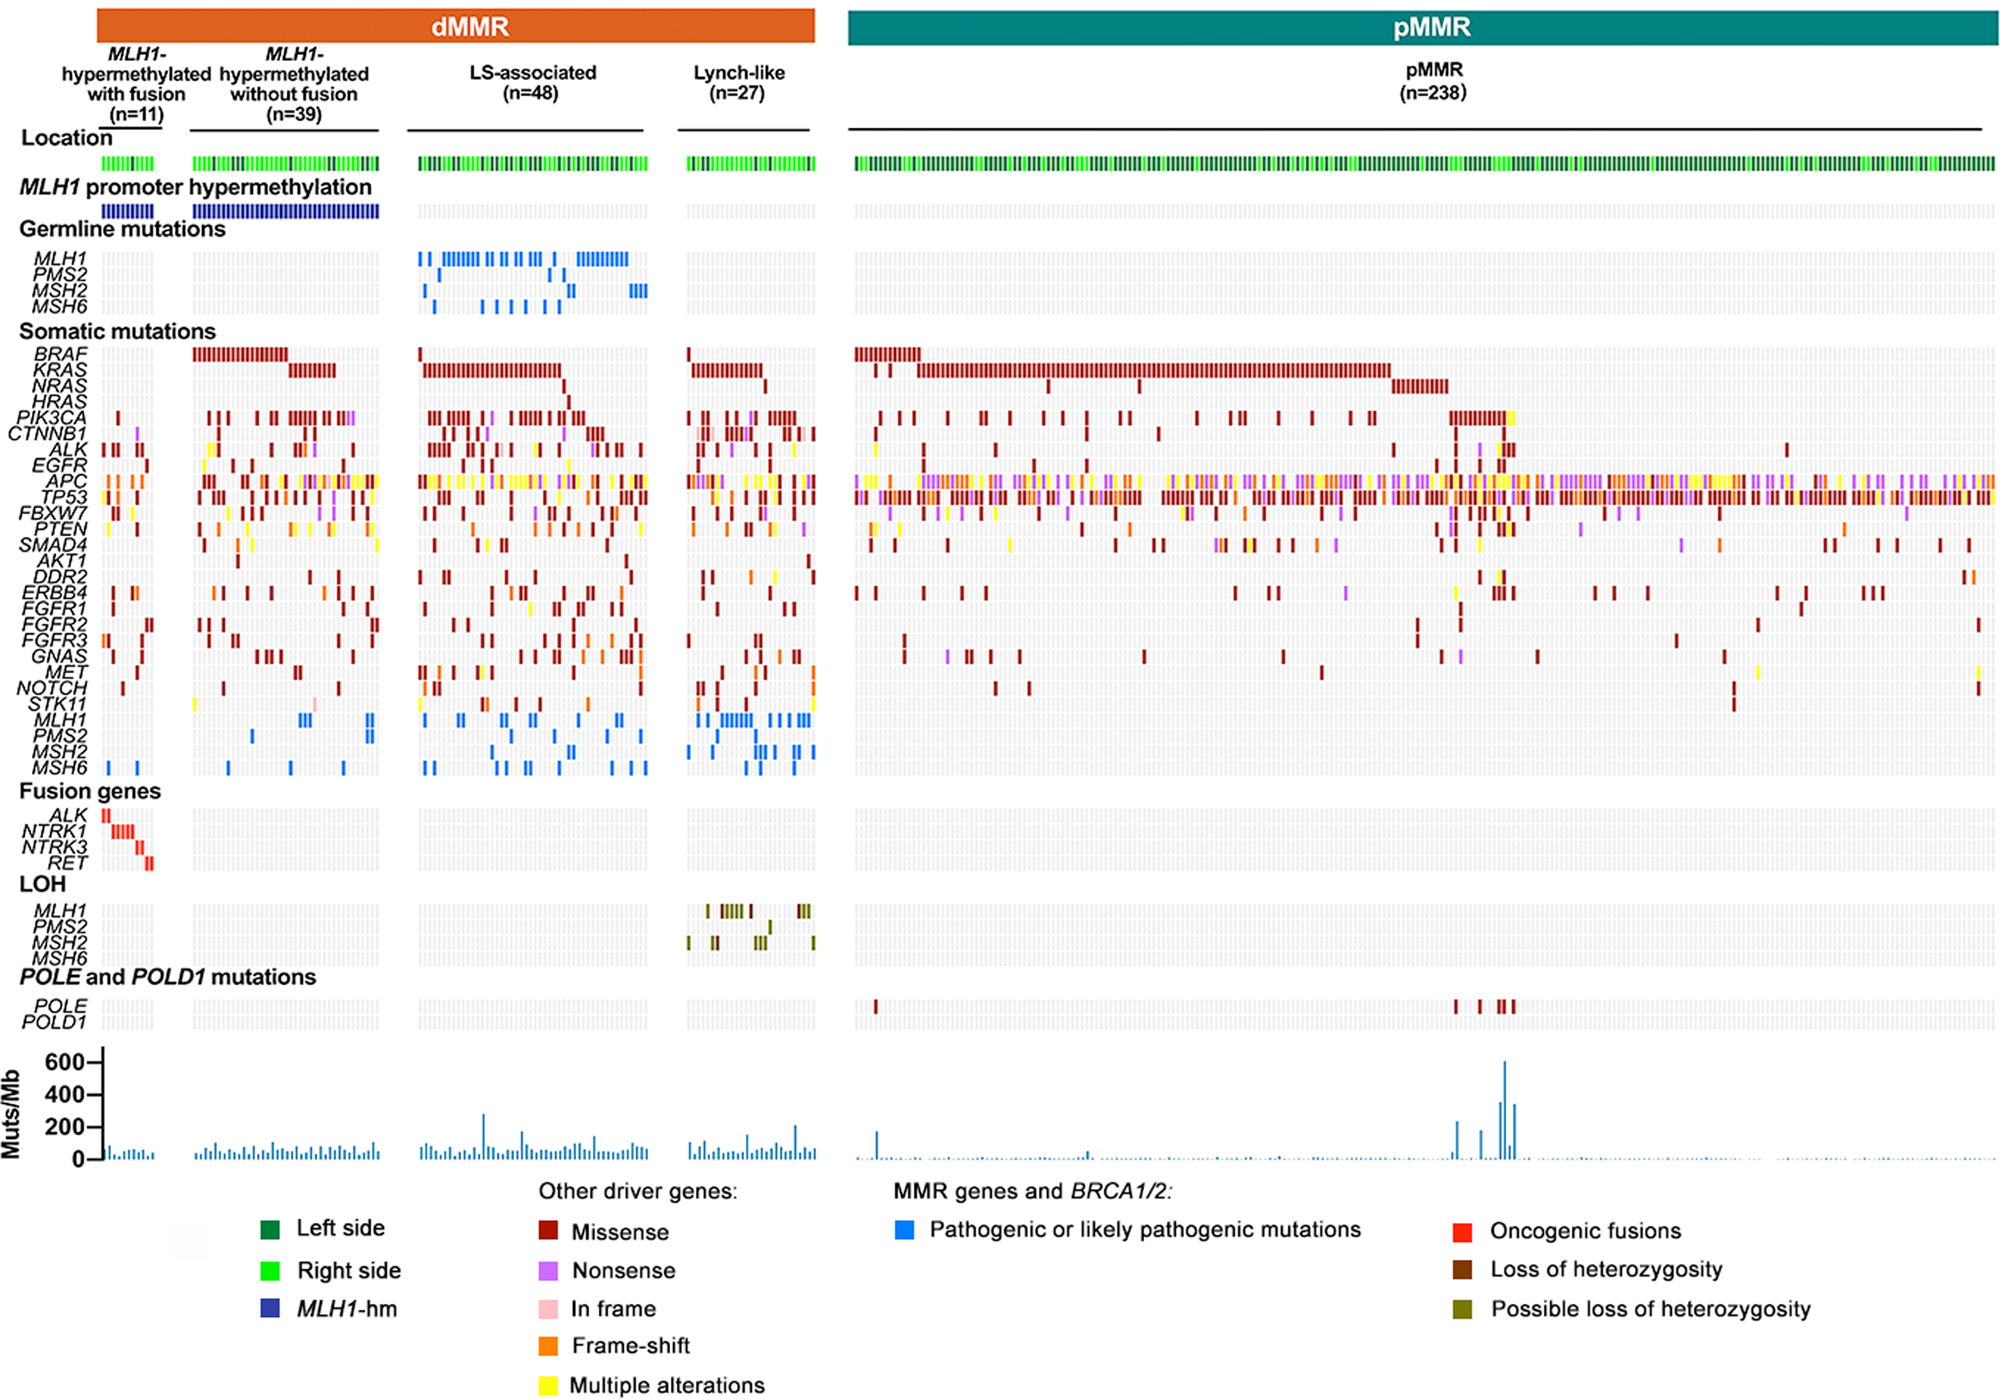 dMMR
pMMR
MLH1-
hypermethylated
with fusion
(n=11)
MLH1-
hypermethylated
without fusion
(n=39)
LS-associated
(n=48)
Lynch-like
(n=27)
pMMR
(n=238)
Location
MLH1 promoter hypermethylation
Germline mutations
MLH1
PMS2
MSH2
MSH6
Somatic mutations
BRAF
KRAS
NRAS
HRAS
PIK3CA
CTNNB1
ALK
EGFR
APC
TP53
FBXW7
PTEN
SMAD4
AKT1
DDR2
ERBB4
FGFR1
FGFR2
FGFR3
GNAS
MET
NOTCH
STK11
MLH1
PMS2
MSH2
MSH6
Fusion genes
ALK
NTRK1
NTRK3
RET
LOH
MLH1
PMS2
MSH2
MSH6
POLE and POLD1 mutations
POLE
POLD1
Muts/Mb
600
400
200
0
Left side
Right side
MLH1-hm
Other driver genes:
Missense
Nonsense
In frame
Frame-shift
Multiple alterations
MMR genes and BRCA1/2:
Pathogenic or likely pathogenic mutations
Oncogenic fusions
Loss of heterozygosity
Possible loss of heterozygosity